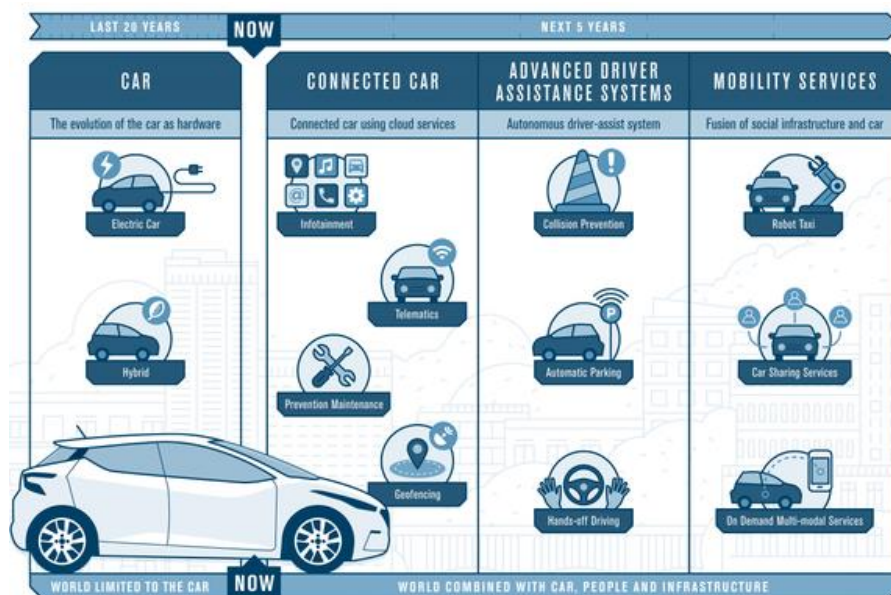 LAST 20 YEARS
NOW
NEXT 5 YEARS
CAR
The evolution of the car as hardware
Electric Car
Hybrid
CONNECTED CAR
Connected car using cloud services
Infotainment
Telematics
Prevention Maintenance
Geofencing
ADVANCED DRIVER
ASSISTANCE SYSTEMS
Autonomous driver-assist system
Collision Prevention
P
Automatic Parking
Hands-off Driving
MOBILITY SERVICES
Fusion of social infrastructure and car
Robot Taxi
Car Sharing Services
On Demand Multi-modal Services
WORLD LIMITED TO THE CAR
NOW
WORLD COMBINED WITH CAR, PEOPLE AND INFRASTRUCTURE